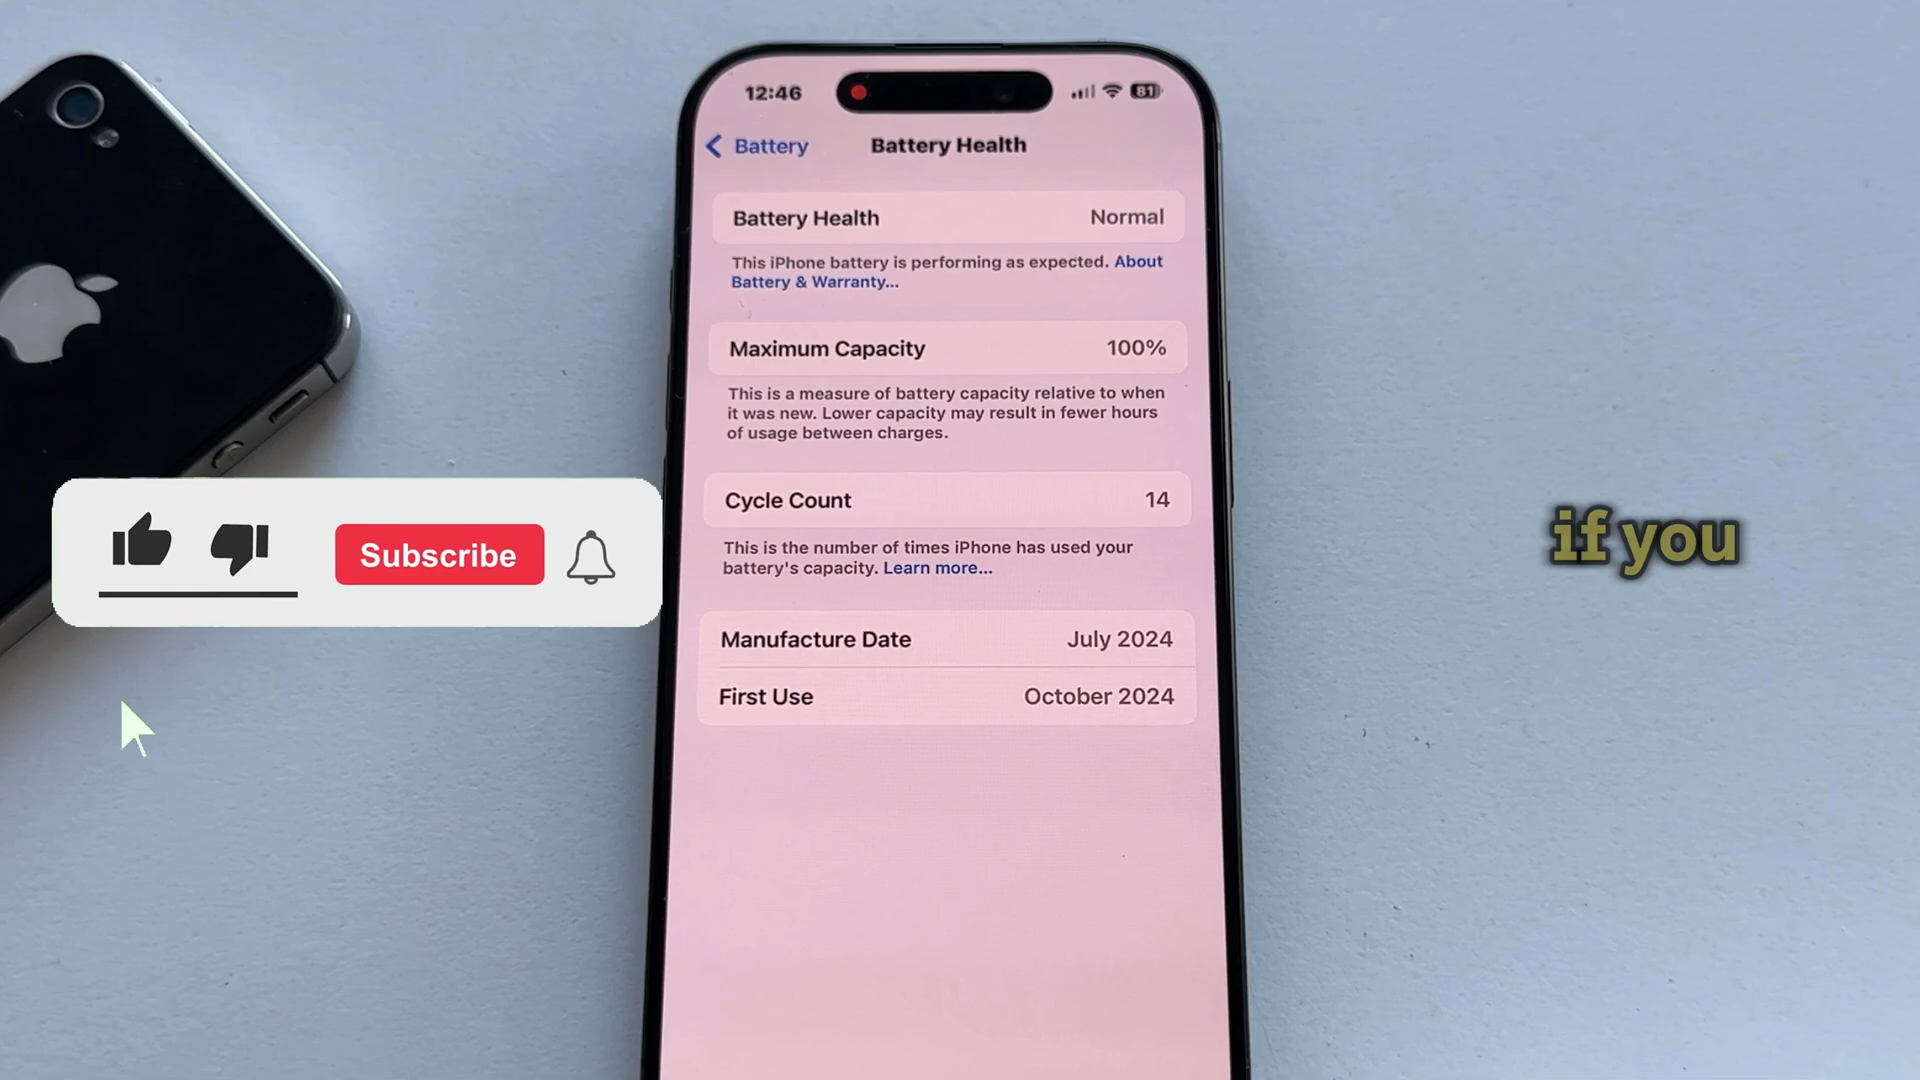 12:46
81
Battery
Battery Health
Battery Health
Normal
This iPhone battery is performing as expected. About
Battery & Warranty...
Maximum Capacity
100%
This is a measure of battery capacity relative to when
it was new. Lower capacity may result in fewer hours
of usage between charges.
Cycle Count
14
This is the number of times iPhone has used your
battery's capacity. Learn more...
Manufacture Date
July 2024
First Use
October 2024
Subscribe
if you